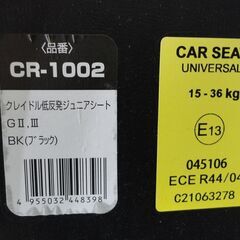 〈品番〉
CR-1002
クレイドル低反発ジュニアシート
GⅡ,Ⅲ
BK(ブラック)
4 955032 448398
CAR SEA
UNIVERSAL
15 - 36 kg
E13
045106
ECE R44/04
C21063278